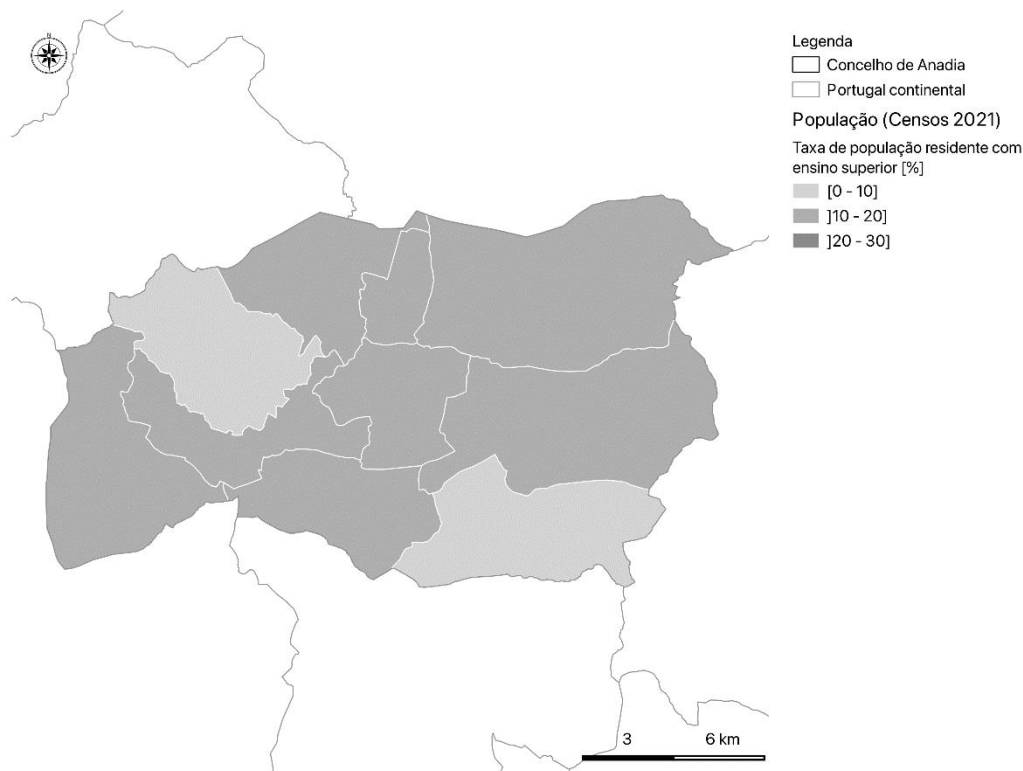 Legenda
Concelho de Anadia
Portugal continental
População (Censos 2021)
Taxa de população residente com
ensino superior [%]
[0 - 10]
]10 - 20]
]20 - 30]
3 6 km